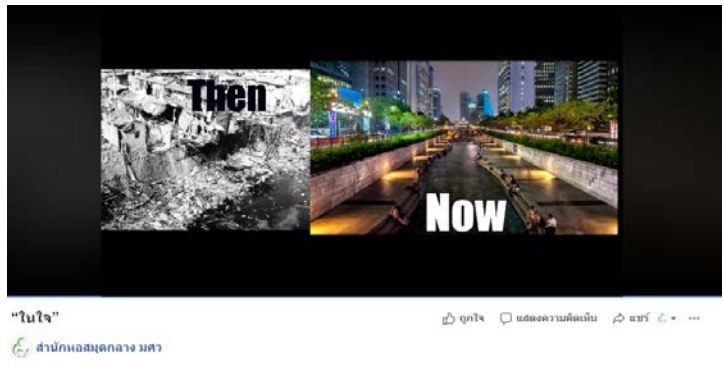 Then
Now
“ในใจ”
ถูกใจ แสดงความคิดเห็น แชร์
สำนักหอสมุดกลาง มศว